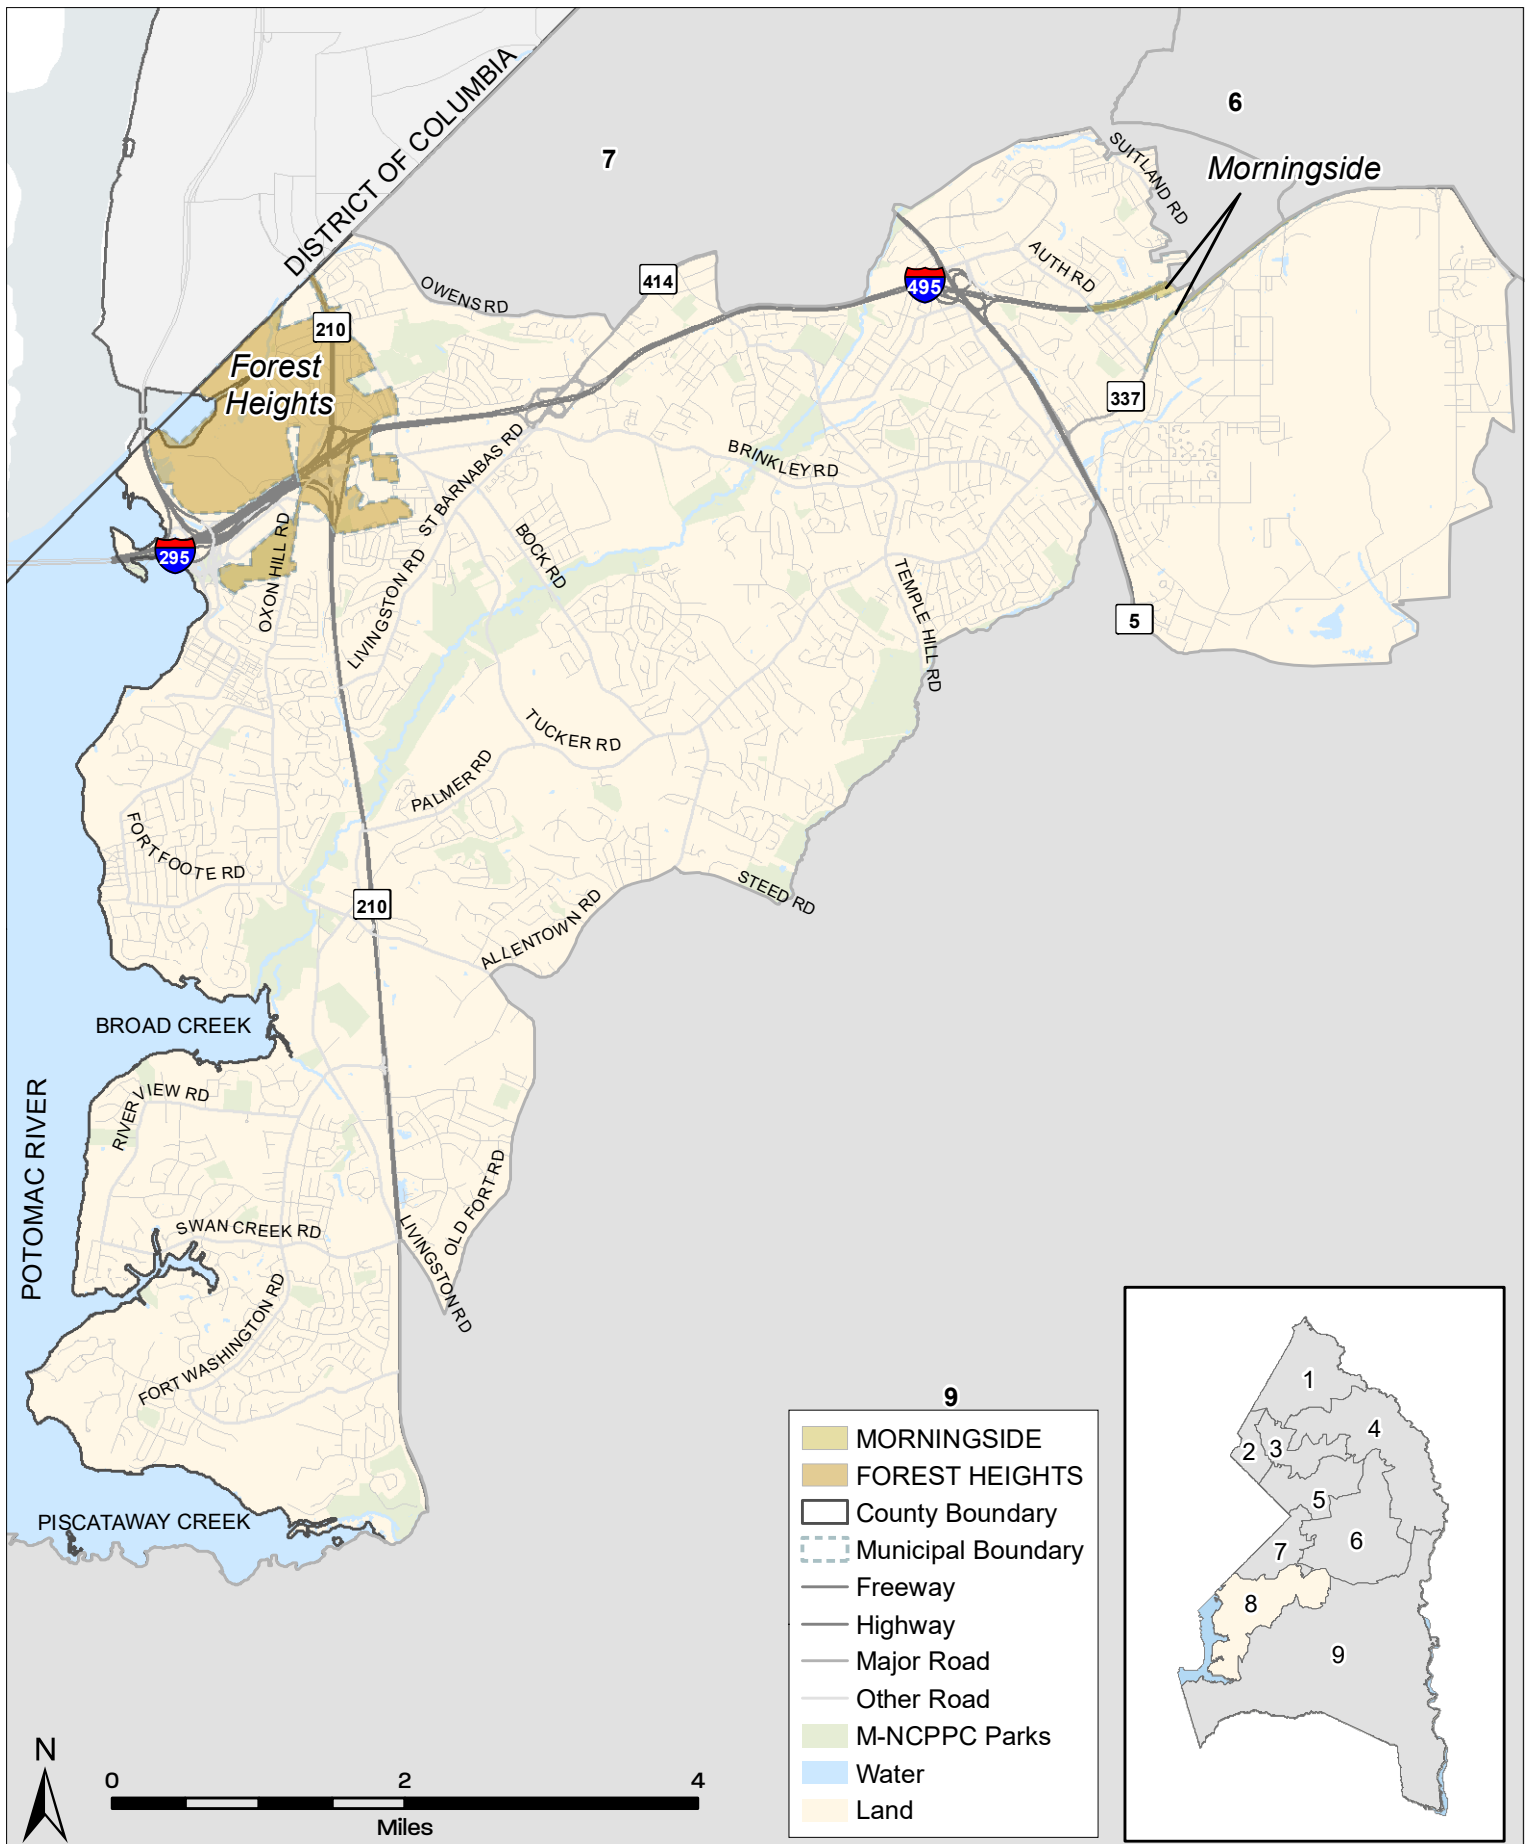 DISTRICT OF COLUMBIA
7
6
Morningside
SUITLAND RD
AUTH RD
OWENS RD
414
495
210
Forest
Heights
337
BRINKLEY RD
ST BARNABAS RD
295
OXON HILL RD
LIVINGSTON RD
BOCK RD
TEMPLE HILL RD
5
TUCKER RD
PALMER RD
FORT FOOTE RD
210
STEED RD
ALLENTOWN RD
BROAD CREEK
RIVER VIEW RD
POTOMAC RIVER
SWAN CREEK RD
OLD FORT RD
LIVINGSTON RD
FORT WASHINGTON RD
PISCATAWAY CREEK
9
MORNINGSIDE
FOREST HEIGHTS
County Boundary
Municipal Boundary
Freeway
Highway
Major Road
Other Road
M-NCPPC Parks
Water
Land
1
4
2
3
5
6
7
8
9
N
0 2 4
Miles